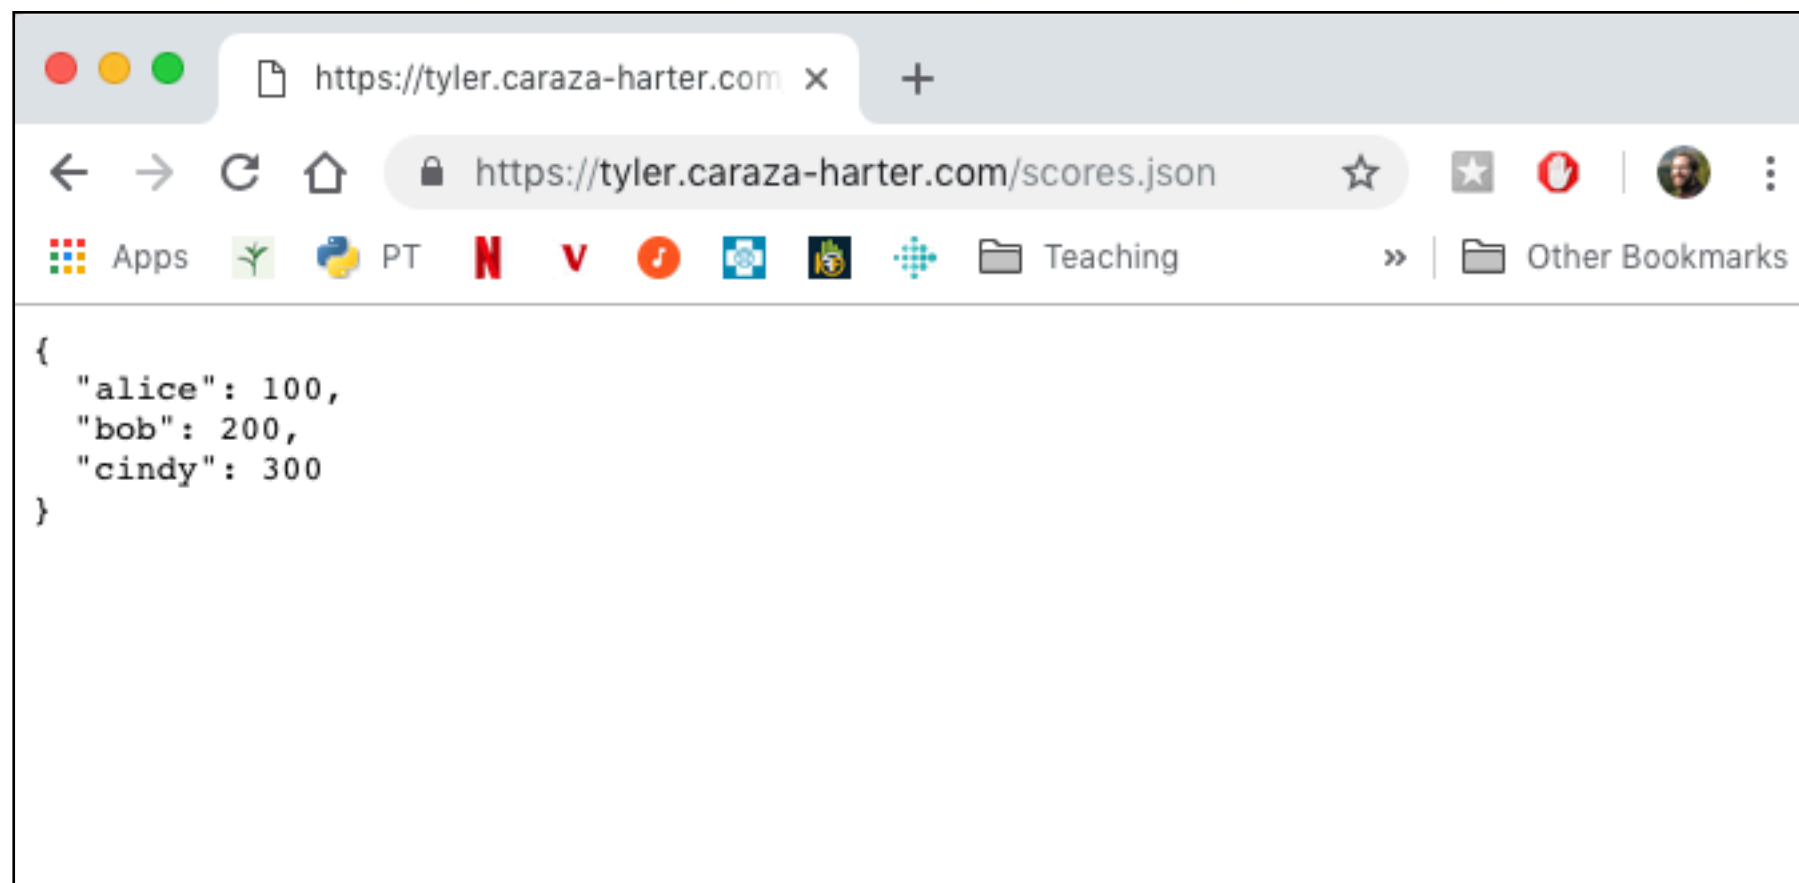 https://tyler.caraza-harter.com
https://tyler.caraza-harter.com/scores.json
Apps PT N V Teaching » Other Bookmarks
{
"alice": 100,
"bob": 200,
"cindy": 300
}